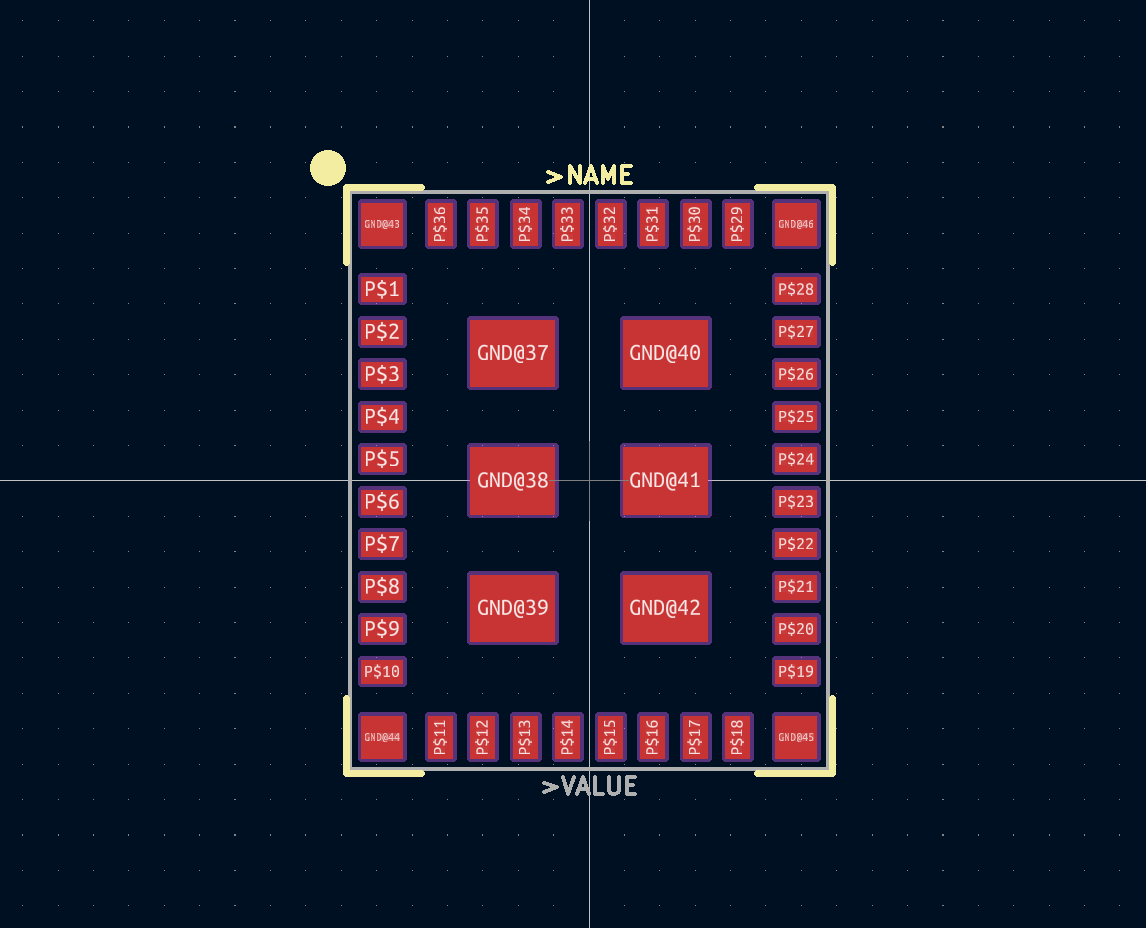 >NAME
GND@43 P$36 P$35 P$34 P$33 P$32 P$31 P$30 P$29 GND@46
P$1 P$28
P$2 P$27
GND@37 GND@40
P$3 P$26
P$4 P$25
P$5 P$24
GND@38 GND@41
P$6 P$23
P$7 P$22
P$8 P$21
GND@39 GND@42
P$9 P$20
P$10 P$19
GND@44 P$11 P$12 P$13 P$14 P$15 P$16 P$17 P$18 GND@45
>VALUE